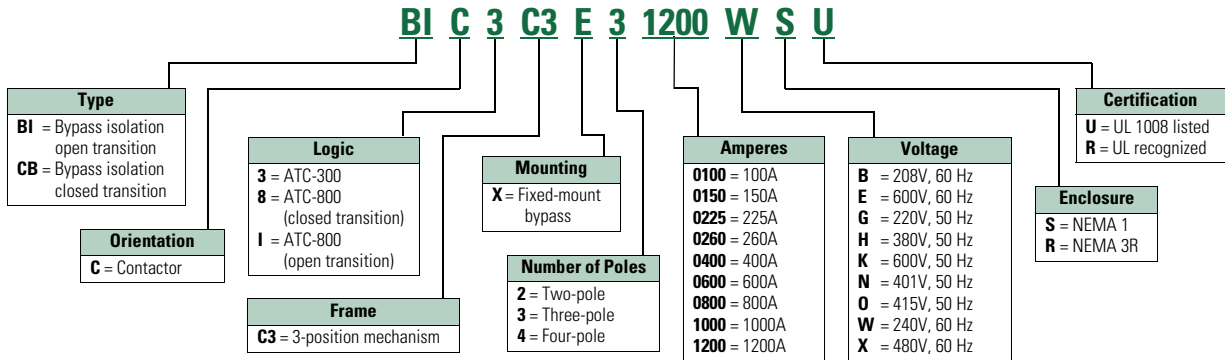 BI C 3 C3 E 3 1200 W S U
Type
BI = Bypass isolation
open transition
CB = Bypass isolation
closed transition
Orientation
C = Contactor
Logic
3 = ATC-300
8 = ATC-800
(closed transition)
I = ATC-800
(open transition)
Frame
C3 = 3-position mechanism
Mounting
X = Fixed-mount
bypass
Number of Poles
2 = Two-pole
3 = Three-pole
4 = Four-pole
Amperes
0100 = 100A
0150 = 150A
0225 = 225A
0260 = 260A
0400 = 400A
0600 = 600A
0800 = 800A
1000 = 1000A
1200 = 1200A
Voltage
B = 208V, 60 Hz
E = 600V, 60 Hz
G = 220V, 50 Hz
H = 380V, 50 Hz
K = 600V, 50 Hz
N = 401V, 50 Hz
O = 415V, 50 Hz
W = 240V, 60 Hz
X = 480V, 60 Hz
Enclosure
S = NEMA 1
R = NEMA 3R
Certification
U = UL 1008 listed
R = UL recognized